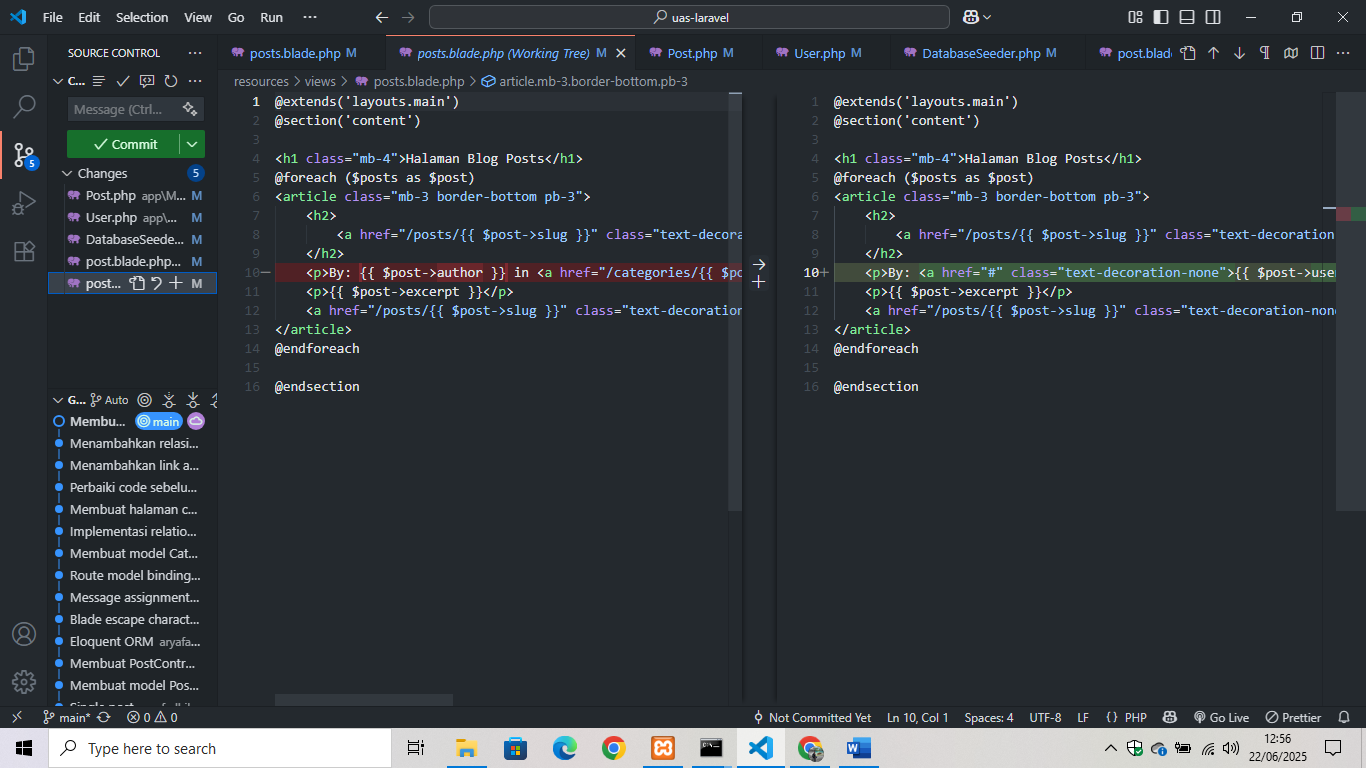 File Edit Selection View Go Run ··· uas-laravel
SOURCE CONTROL ···
posts.blade.php M
posts.blade.php (Working Tree) M
Post.php M
User.php M
DatabaseSeeder.php M
post.blad
···
C... ···
resources > views > posts.blade.php > article.mb-3.border-bottom.pb-3
Message (Ctrl...
Commit
Changes 5
Post.php app\M... M
User.php app\... M
DatabaseSeede... M
post.blade.php... M
post... M
5
1 @extends('layouts.main')
2 @section('content')
3
4 <h1 class="mb-4">Halaman Blog Posts</h1>
5 @foreach ($posts as $post)
6 <article class="mb-3 border-bottom pb-3">
7 <h2>
8 <a href="/posts/{{ $post->slug }}" class="text-decora
9 </h2>
10− <p>By: {{ $post->author }} in <a href="/categories/{{ $po
11 <p>{{ $post->excerpt }}</p>
12 <a href="/posts/{{ $post->slug }}" class="text-decoration
13 </article>
14 @endforeach
15
16 @endsection
1 @extends('layouts.main')
2 @section('content')
3
4 <h1 class="mb-4">Halaman Blog Posts</h1>
5 @foreach ($posts as $post)
6 <article class="mb-3 border-bottom pb-3">
7 <h2>
8 <a href="/posts/{{ $post->slug }}" class="text-decoration
9 </h2>
10+ <p>By: <a href="#" class="text-decoration-none">{{ $post->use
11 <p>{{ $post->excerpt }}</p>
12 <a href="/posts/{{ $post->slug }}" class="text-decoration-non
13 </article>
14 @endforeach
15
16 @endsection
G... Auto
Membu... main
Menambahkan relasi...
Menambahkan link a...
Perbaiki code sebelu...
Membuat halaman c...
Implementasi relatio...
Membuat model Cat...
Route model binding...
Message assignment...
Blade escape charact...
Eloquent ORM aryafa...
Membuat PostContr...
Membuat model Pos...
main* 0 0 Not Committed Yet Ln 10, Col 1 Spaces: 4 UTF-8 LF {} PHP Go Live Prettier
Type here to search
12:56
22/06/2025